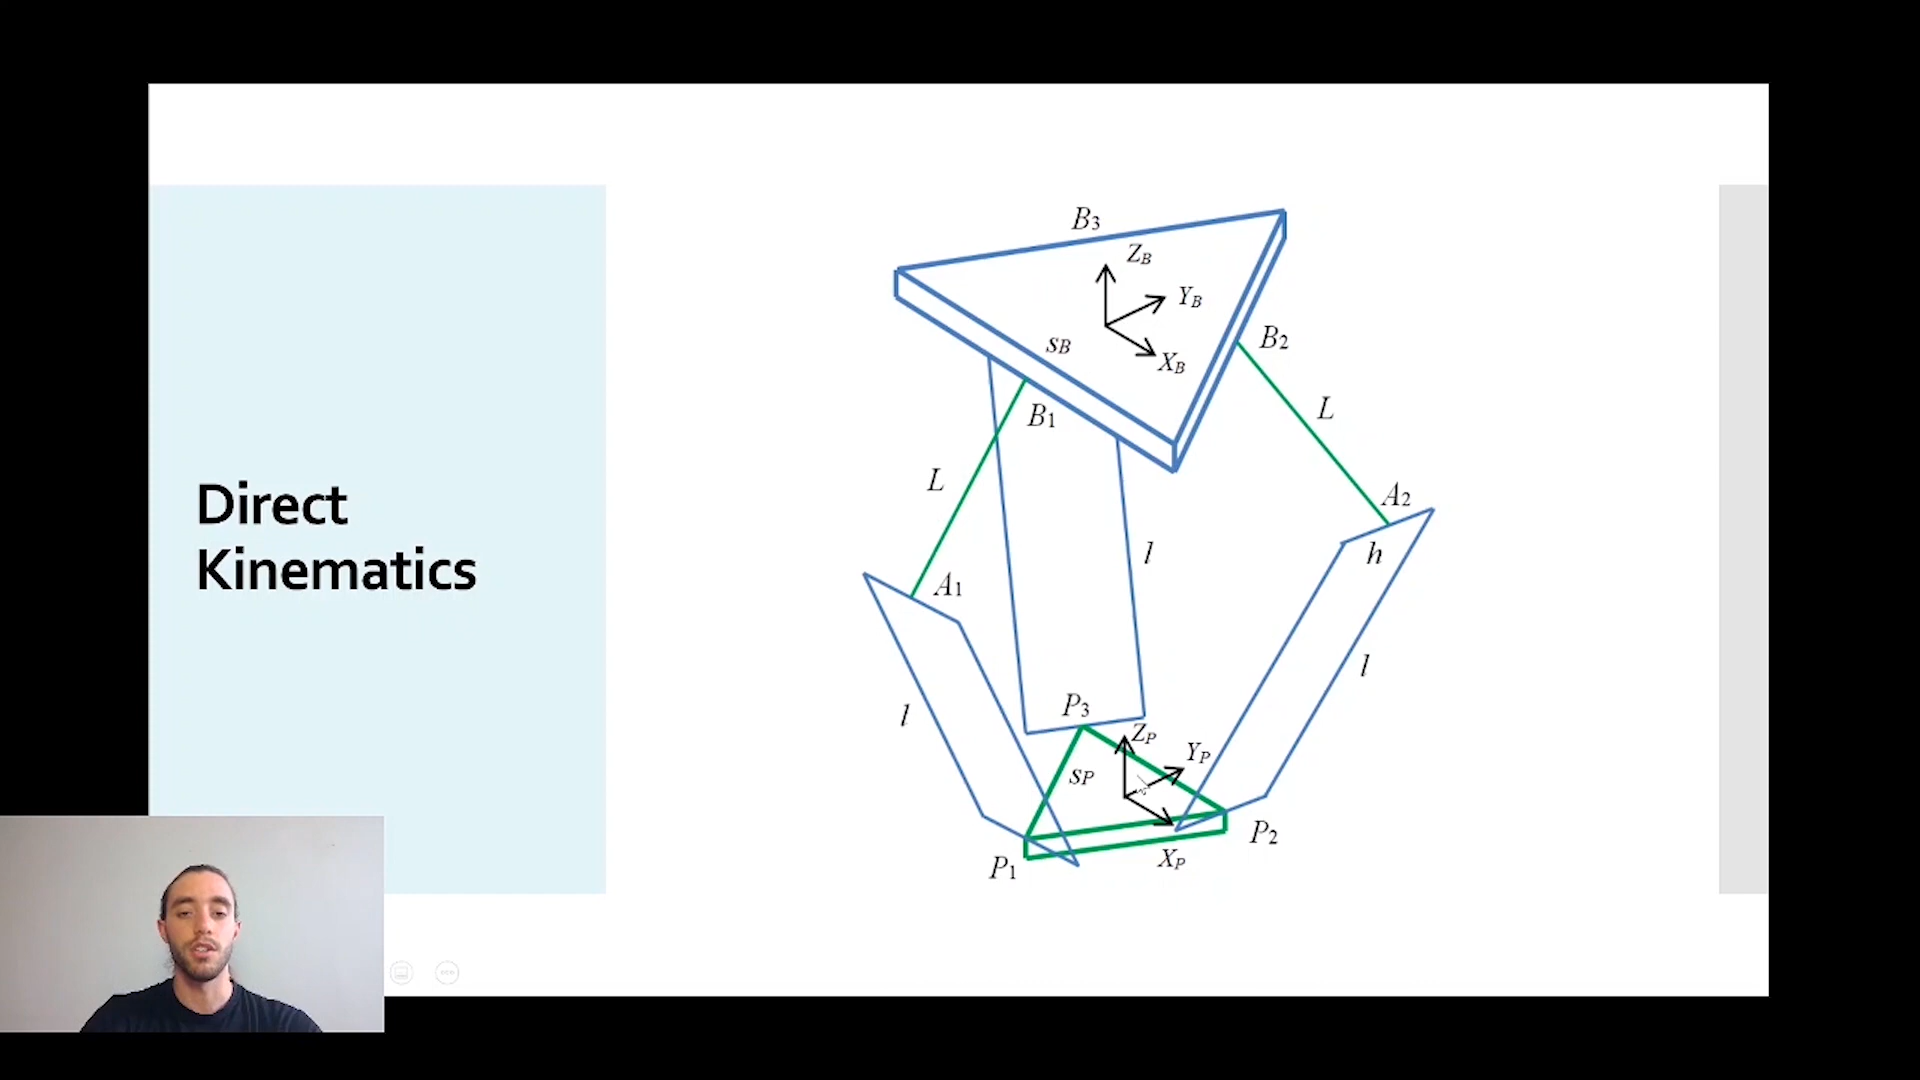 Direct
Kinematics
B3
ZB
YB
XB
sB
B2
B1
L
L
A2
A1
h
l
l
l
P3
ZP
YP
sP
XP
P2
P1